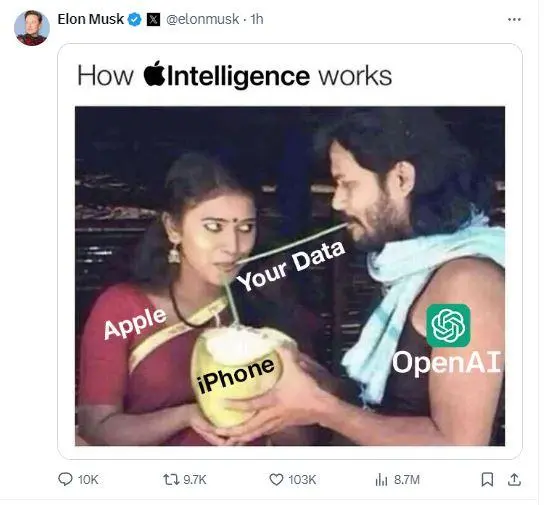 Elon Musk @elonmusk · 1h
How Intelligence works
Your Data
Apple
iPhone
OpenAI
10K 9.7K 103K 8.7M